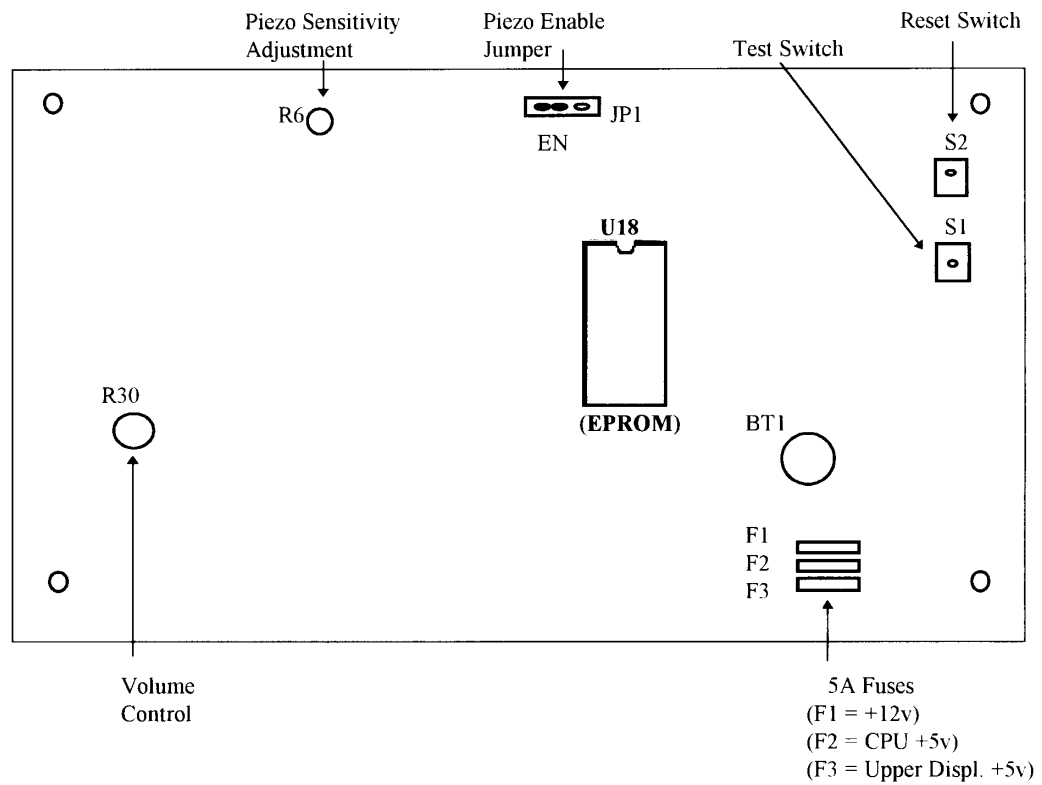 Piezo Sensitivity
Adjustment
Piezo Enable
Jumper
Reset Switch
Test Switch
R6
JP1
EN
S2
U18
S1
R30
(EPROM)
BT1
F1
F2
F3
Volume
Control
5A Fuses
(F1 = +12v)
(F2 = CPU +5v)
(F3 = Upper Displ. +5v)